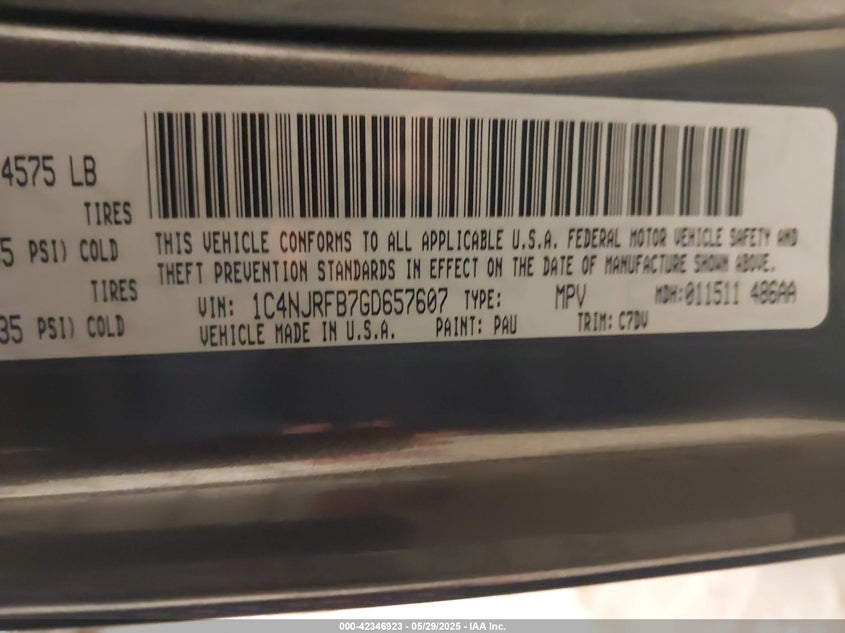 4575 LB
TIRES
5 PSI) COLD
TIRES
35 PSI) COLD
THIS VEHICLE CONFORMS TO ALL APPLICABLE U.S.A. FEDERAL MOTOR VEHICLE SAFETY AND
THEFT PREVENTION STANDARDS IN EFFECT ON THE DATE OF MANUFACTURE SHOWN ABOVE.
VIN: 1C4NJRFB7GD657607 TYPE: MPV MDH:011511 486AA
VEHICLE MADE IN U.S.A. PAINT: PAU TRIM: C7DV
000-42346923 - 05/29/2025 - IAA Inc.